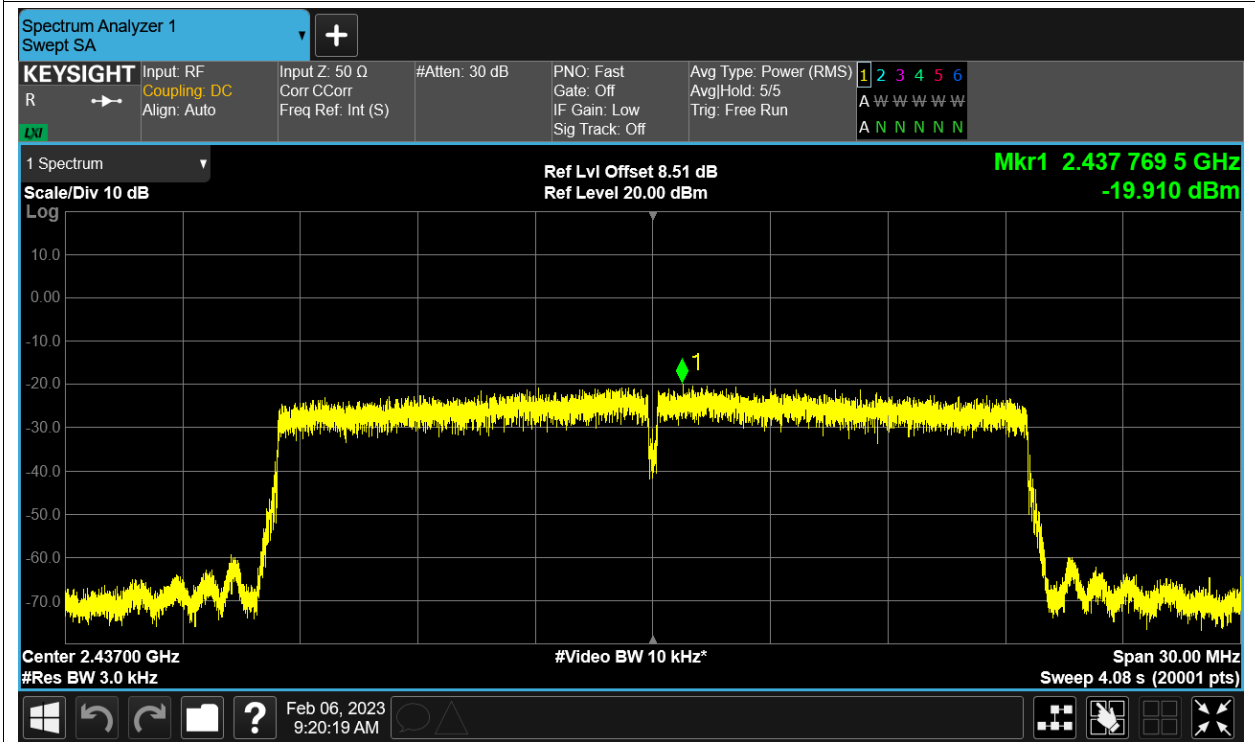 Spectrum Analyzer 1
Swept SA
+
KEYSIGHT
R
LXI
Input: RF
Coupling: DC
Align: Auto
Input Z: 50 Ω
Corr CCorr
Freq Ref: Int (S)
#Atten: 30 dB
PNO: Fast
Gate: Off
IF Gain: Low
Sig Track: Off
Avg Type: Power (RMS)
Avg|Hold: 5/5
Trig: Free Run
1 2 3 4 5 6
A W W W W W
A N N N N N
1 Spectrum
Scale/Div 10 dB
Log
Ref Lvl Offset 8.51 dB
Ref Level 20.00 dBm
Mkr1 2.437 769 5 GHz
-19.910 dBm
10.0
0.00
-10.0
1
-20.0
-30.0
-40.0
-50.0
-60.0
-70.0
Center 2.43700 GHz
#Res BW 3.0 kHz
#Video BW 10 kHz*
Span 30.00 MHz
Sweep 4.08 s (20001 pts)
?
Feb 06, 2023
9:20:19 AM